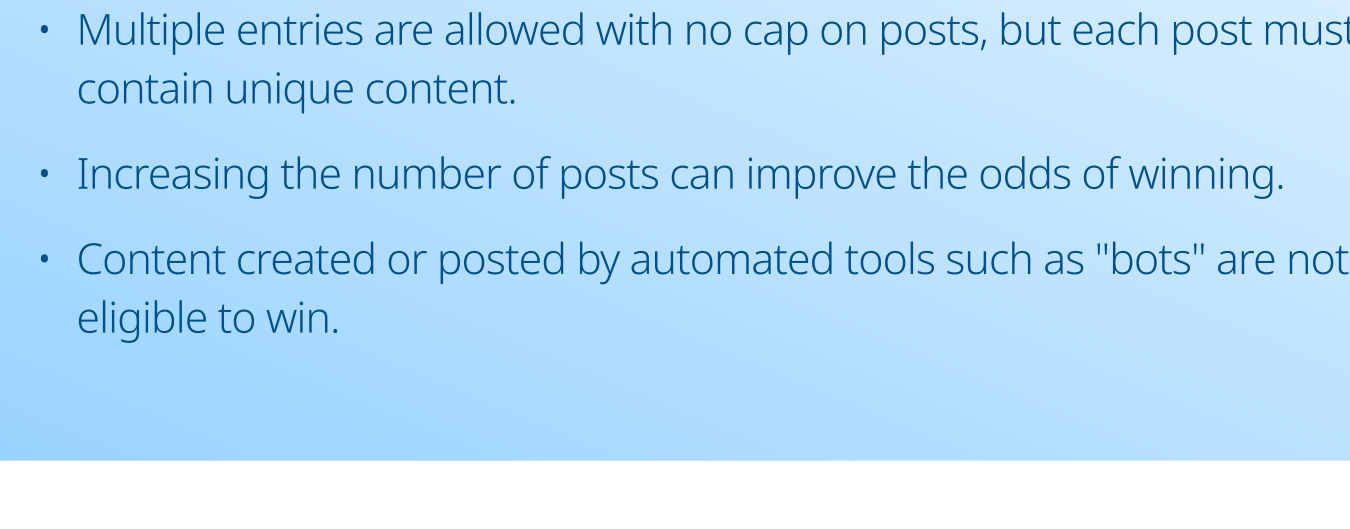 • Multiple entries are allowed with no cap on posts, but each post must
contain unique content.
• Increasing the number of posts can improve the odds of winning.
• Content created or posted by automated tools such as "bots" are not
eligible to win.